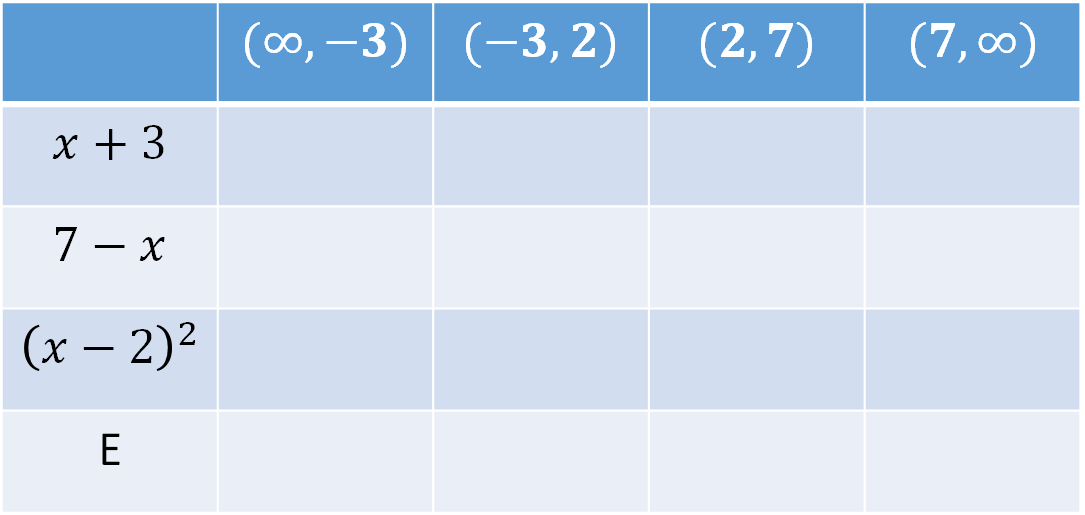 (∞, −3) (−3, 2) (2, 7) (7, ∞)
x + 3
7 − x
(x − 2)²
E